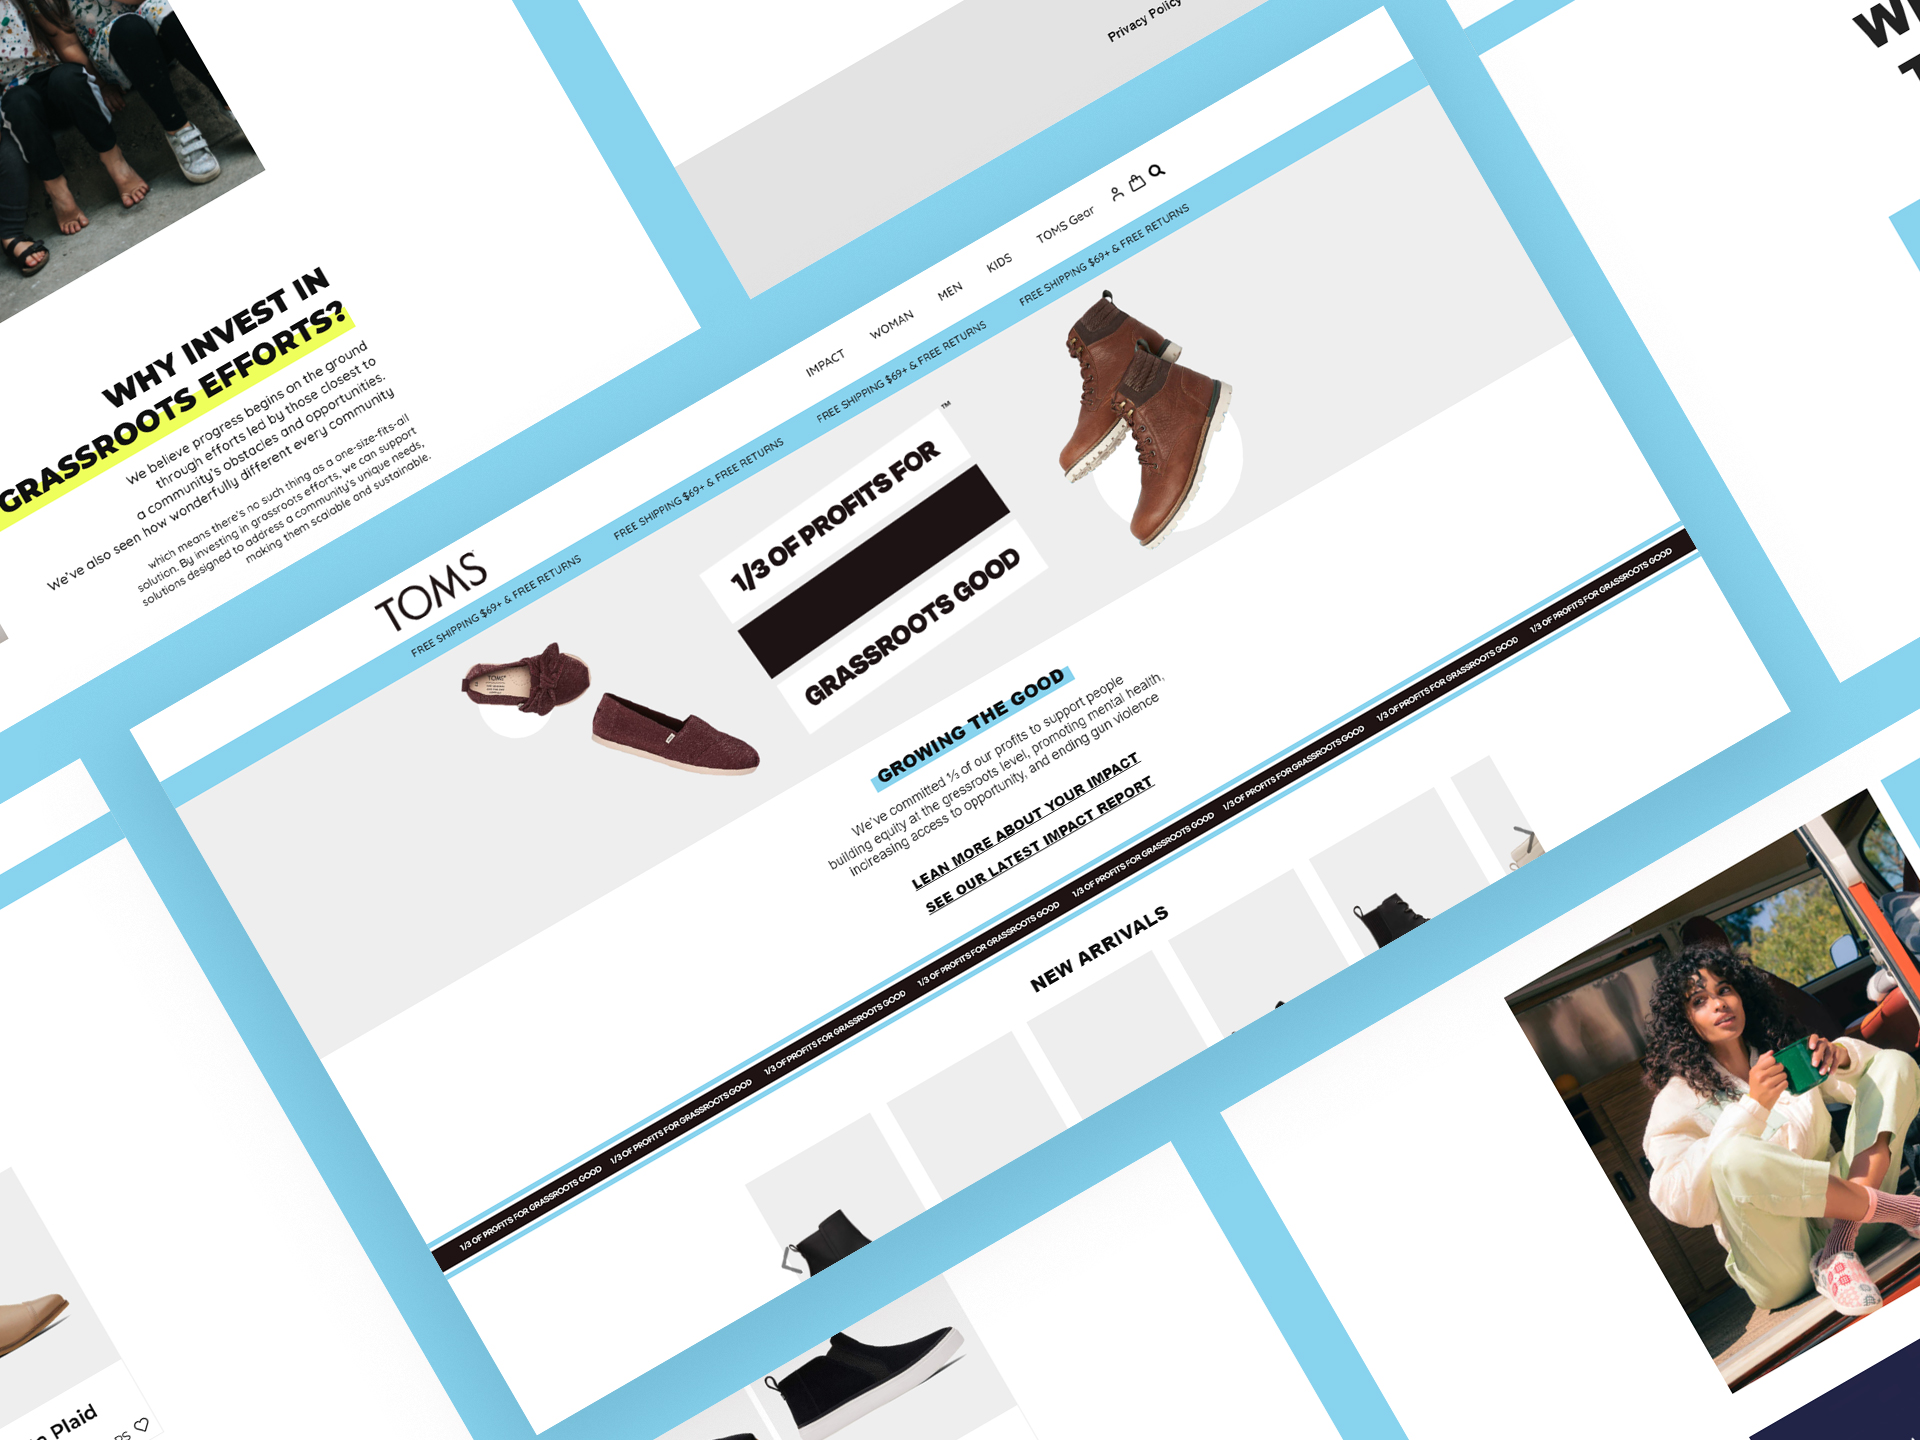 Privacy Policy
WHY INVEST IN
GRASSROOTS EFFORTS?
We believe progress begins on the ground
through efforts led by those closest to
a community's obstacles and opportunities.
We've also seen how wonderfully different every community
which means there's no such thing as a one-size-fits-all
solution. By investing in grassroots efforts, we can support
solutions designed to address a community's unique needs,
making them scalable and sustainable.
TOMS
IMPACT WOMAN MEN KIDS TOMS Gear
FREE SHIPPING $69+ & FREE RETURNS FREE SHIPPING $69+ & FREE RETURNS FREE SHIPPING $69+ & FREE RETURNS FREE SHIPPING $69+ & FREE RETURNS
TOMS
1/3 OF PROFITS FOR ™
GRASSROOTS GOOD
GROWING THE GOOD
We've committed ⅓ of our profits to support people
building equity at the gressroots level, promoting mental health,
increasing access to opportunity, and ending gun violence
LEAN MORE ABOUT YOUR IMPACT
SEE OUR LATEST IMPACT REPORT
1/3 OF PROFITS FOR GRASSROOTS GOOD 1/3 OF PROFITS FOR GRASSROOTS GOOD 1/3 OF PROFITS FOR GRASSROOTS GOOD 1/3 OF PROFITS FOR GRASSROOTS GOOD 1/3 OF PROFITS FOR GRASSROOTS GOOD 1/3 OF PROFITS FOR GRASSROOTS GOOD 1/3 OF PROFITS FOR GRASSROOTS GOOD 1/3 OF PROFITS FOR GRASSROOTS GOOD
NEW ARRIVALS
Plaid